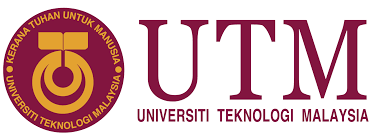 • KERANA TUHAN UNTUK MANUSIA •
UNIVERSITI TEKNOLOGI MALAYSIA
UTM
UNIVERSITI TEKNOLOGI MALAYSIA